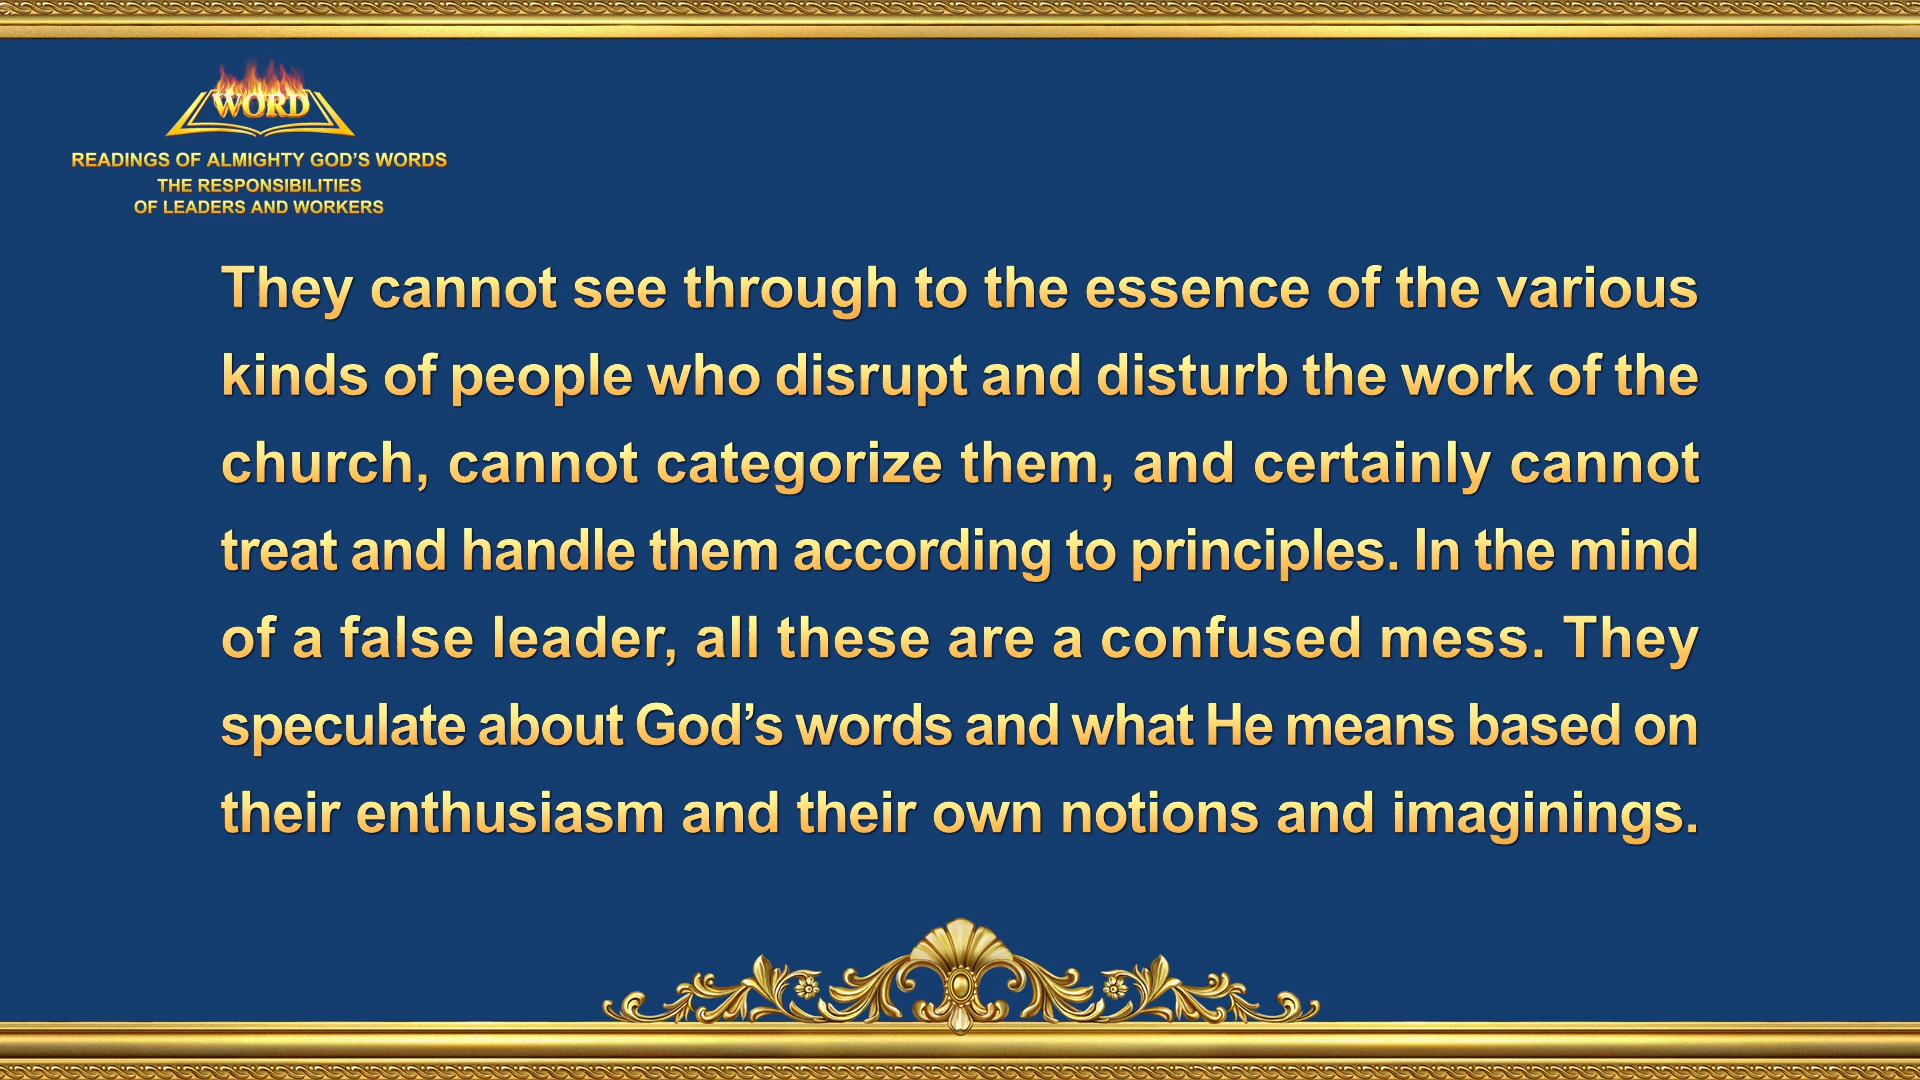 WORD
READINGS OF ALMIGHTY GOD’S WORDS
THE RESPONSIBILITIES
OF LEADERS AND WORKERS
They cannot see through to the essence of the various
kinds of people who disrupt and disturb the work of the
church, cannot categorize them, and certainly cannot
treat and handle them according to principles. In the mind
of a false leader, all these are a confused mess. They
speculate about God’s words and what He means based on
their enthusiasm and their own notions and imaginings.